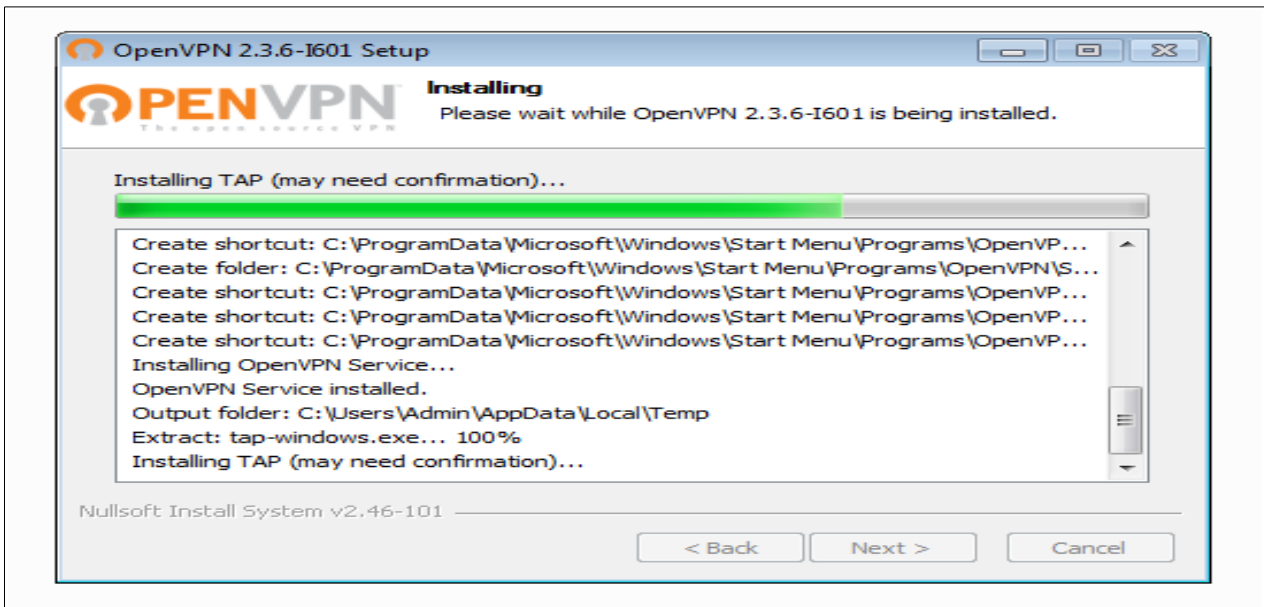 OpenVPN 2.3.6-I601 Setup
OPENVPN
The open source VPN
Installing
Please wait while OpenVPN 2.3.6-I601 is being installed.
Installing TAP (may need confirmation)...
Create shortcut: C:\ProgramData\Microsoft\Windows\Start Menu\Programs\OpenVP...
Create folder: C:\ProgramData\Microsoft\Windows\Start Menu\Programs\OpenVPN\S...
Create shortcut: C:\ProgramData\Microsoft\Windows\Start Menu\Programs\OpenVP...
Create shortcut: C:\ProgramData\Microsoft\Windows\Start Menu\Programs\OpenVP...
Create shortcut: C:\ProgramData\Microsoft\Windows\Start Menu\Programs\OpenVP...
Installing OpenVPN Service...
OpenVPN Service installed.
Output folder: C:\Users\Admin\AppData\Local\Temp
Extract: tap-windows.exe... 100%
Installing TAP (may need confirmation)...
Nullsoft Install System v2.46-101
< Back
Next >
Cancel